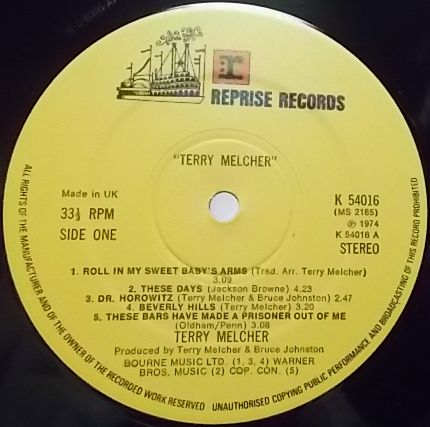 r
REPRISE RECORDS
"TERRY MELCHER"
Made in UK
33⅓ RPM
SIDE ONE
K 54016
(MS 2185)
℗ 1974
K 54016 A
STEREO
1. ROLL IN MY SWEET BABY'S ARMS (Trad. Arr. Terry Melcher)
3.09
2. THESE DAYS (Jackson Browne) 4.23
3. DR. HOROWITZ (Terry Melcher & Bruce Johnston) 2.47
4. BEVERLY HILLS (Terry Melcher) 3.20
5. THESE BARS HAVE MADE A PRISONER OUT OF ME
(Oldham/Penn) 3.08
TERRY MELCHER
Produced by Terry Melcher & Bruce Johnston
BOURNE MUSIC LTD. (1, 3, 4) WARNER
BROS. MUSIC (2) COP. CON. (5)
ALL RIGHTS OF THE MANUFACTURER AND OF THE OWNER OF THE RECORDED WORK RESERVED UNAUTHORISED COPYING PUBLIC PERFORMANCE AND BROADCASTING OF THIS RECORD PROHIBITED